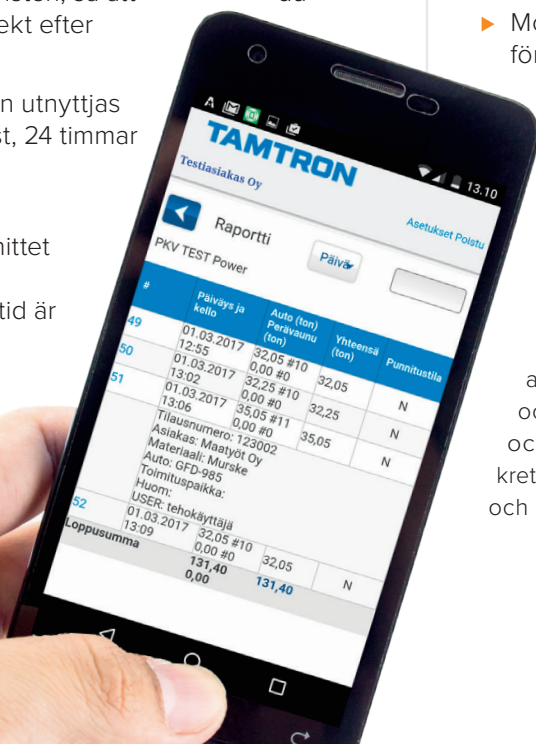 ekt efter
n utnyttjas
st, 24 timmar
nittet
tid är
▶ Mo
för
oc
oc
kret
och
A 13.10
TAMTRON
Testiasiakas Oy
Asetukset Poistu
Raportti Päivä
PKV TEST Power
# Päiväys ja kello Auto (ton) Perävaunu (ton) Yhteensä (ton) Punnitustila
49 01.03.2017 12:55 32,05 #10 0,00 #0 32,05 N
50 01.03.2017 13:02 32,25 #10 0,00 #0 32,25 N
51 01.03.2017 13:06 35,05 #11 0,00 #0 35,05 N
Tilausnumero: 123002
Asiakas: Maatyöt Oy
Materiaali: Murske
Auto: GFD-985
Toimituspaikka:
Huom:
USER: tehokäyttäjä
52 01.03.2017 13:09 32,05 #10 0,00 #0 32,05 N
Loppusumma 131,40 0,00 131,40